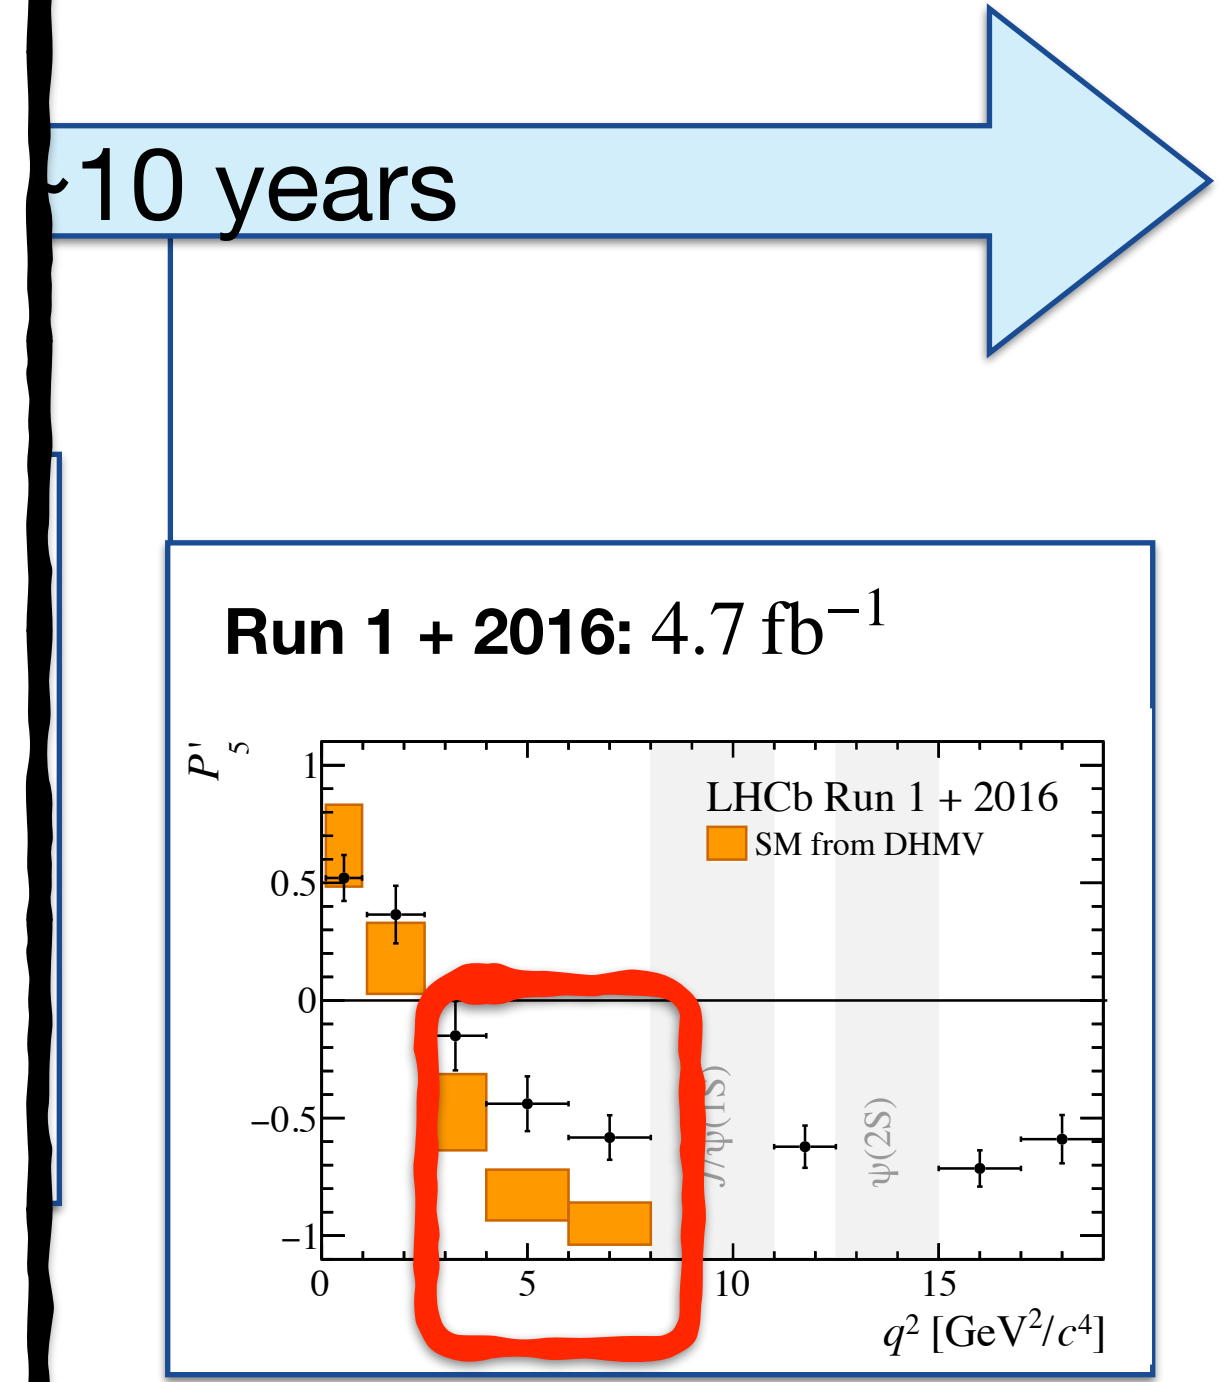 ~10 years
Run 1 + 2016: 4.7 fb⁻¹
P'₅
LHCb Run 1 + 2016
SM from DHMV
1
0.5
0
−0.5
−1
J/ψ(1S)
ψ(2S)
0 5 10 15
q² [GeV²/c⁴]